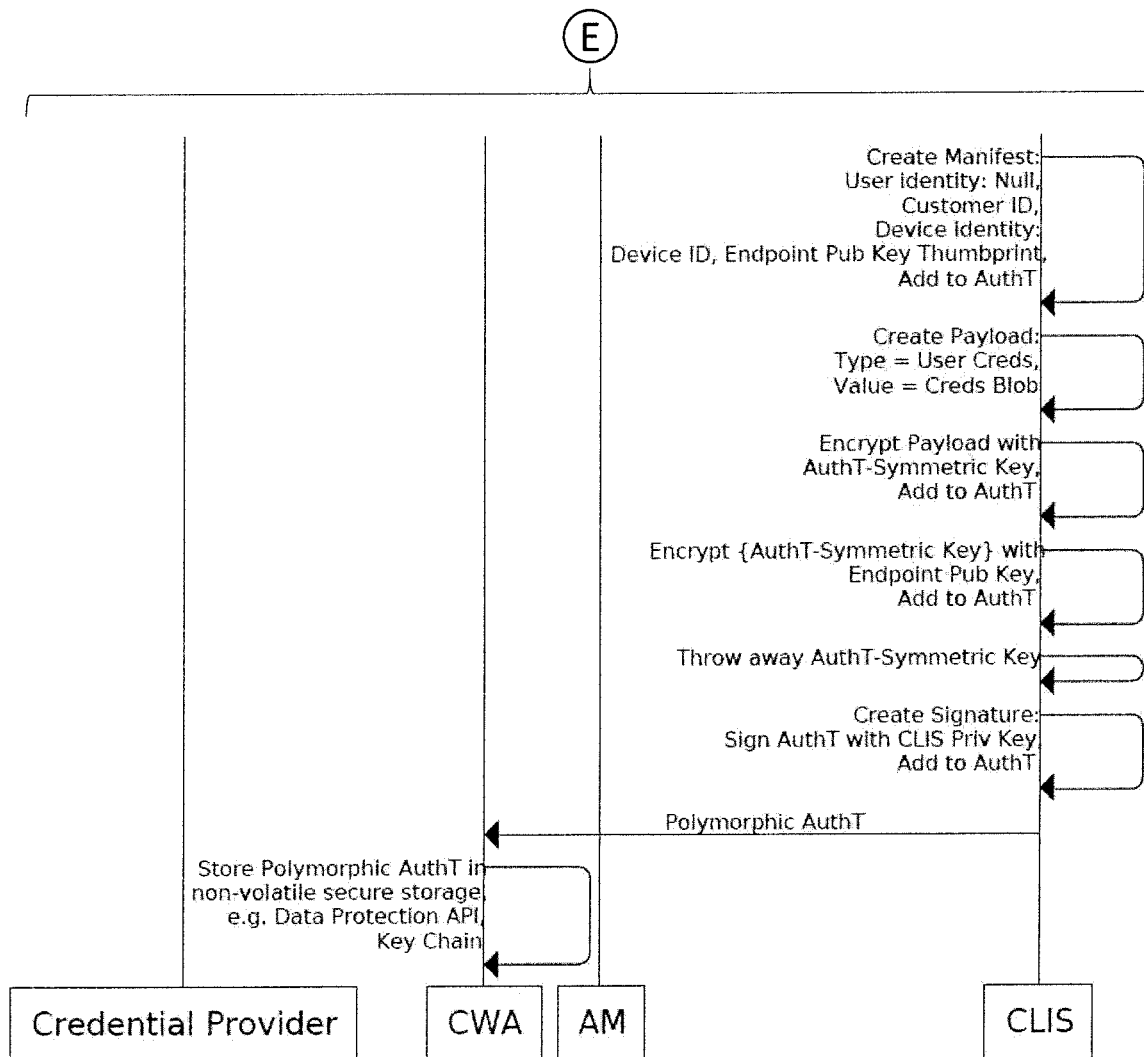 E
Create Manifest:
User identity: Null,
Customer ID,
Device Identity:
Device ID, Endpoint Pub Key Thumbprint,
Add to AuthT
Create Payload:
Type = User Creds,
Value = Creds Blob
Encrypt Payload with
AuthT-Symmetric Key,
Add to AuthT
Encrypt {AuthT-Symmetric Key} with
Endpoint Pub Key,
Add to AuthT
Throw away AuthT-Symmetric Key
Create Signature:
Sign AuthT with CLIS Priv Key,
Add to AuthT
Polymorphic AuthT
Store Polymorphic AuthT in
non-volatile secure storage,
e.g. Data Protection API,
Key Chain
Credential Provider
CWA
AM
CLIS